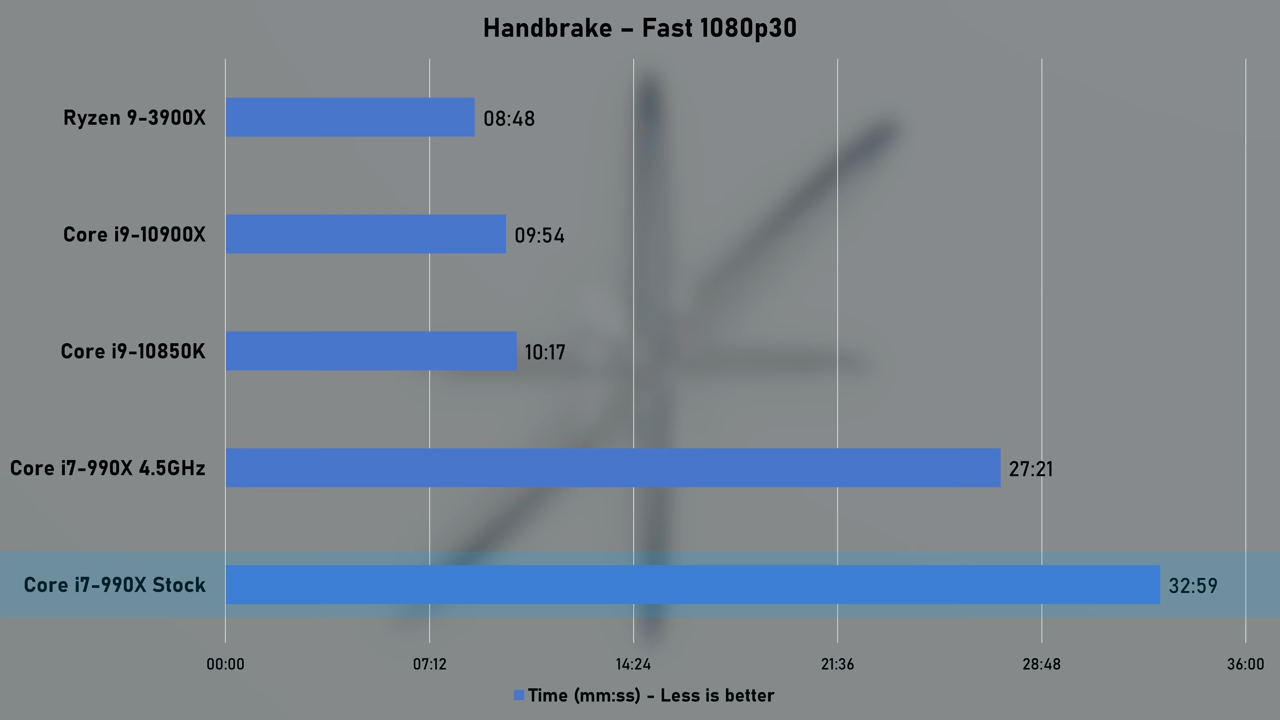 Handbrake – Fast 1080p30
Ryzen 9-3900X 08:48
Core i9-10900X 09:54
Core i9-10850K 10:17
Core i7-990X 4.5GHz 27:21
Core i7-990X Stock 32:59
00:00 07:12 14:24 21:36 28:48 36:00
Time (mm:ss) - Less is better